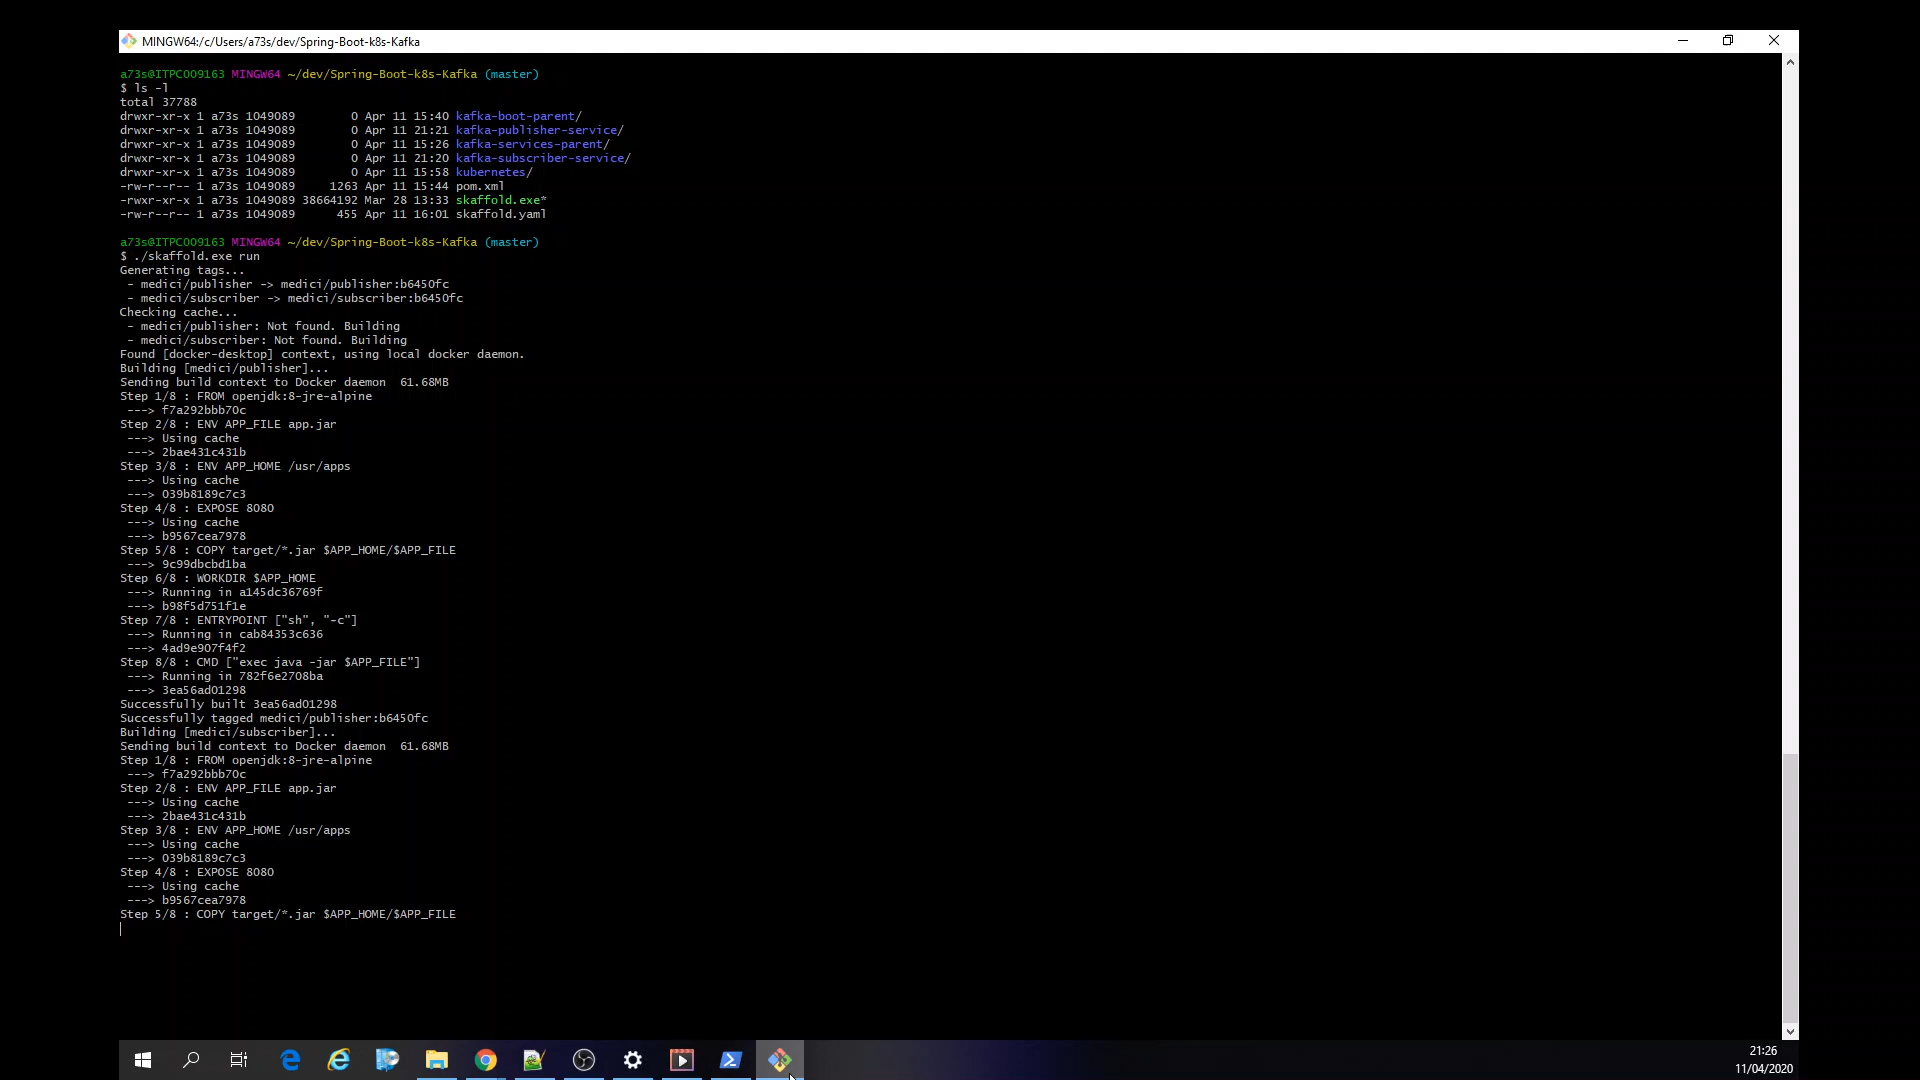 MINGW64:/c/Users/a73s/dev/Spring-Boot-k8s-Kafka
a73s@ITPC009163 MINGW64 ~/dev/Spring-Boot-k8s-Kafka (master)
$ ls -l
total 37788
drwxr-xr-x 1 a73s 1049089        0 Apr 11 15:40 kafka-boot-parent/
drwxr-xr-x 1 a73s 1049089        0 Apr 11 21:21 kafka-publisher-service/
drwxr-xr-x 1 a73s 1049089        0 Apr 11 15:26 kafka-services-parent/
drwxr-xr-x 1 a73s 1049089        0 Apr 11 21:20 kafka-subscriber-service/
drwxr-xr-x 1 a73s 1049089        0 Apr 11 15:58 kubernetes/
-rw-r--r-- 1 a73s 1049089     1263 Apr 11 15:44 pom.xml
-rwxr-xr-x 1 a73s 1049089 38664192 Mar 28 13:33 skaffold.exe*
-rw-r--r-- 1 a73s 1049089      455 Apr 11 16:01 skaffold.yaml
a73s@ITPC009163 MINGW64 ~/dev/Spring-Boot-k8s-Kafka (master)
$ ./skaffold.exe run
Generating tags...
 - medici/publisher -> medici/publisher:b6450fc
 - medici/subscriber -> medici/subscriber:b6450fc
Checking cache...
 - medici/publisher: Not found. Building
 - medici/subscriber: Not found. Building
Found [docker-desktop] context, using local docker daemon.
Building [medici/publisher]...
Sending build context to Docker daemon  61.68MB
Step 1/8 : FROM openjdk:8-jre-alpine
 ---> f7a292bbb70c
Step 2/8 : ENV APP_FILE app.jar
 ---> Using cache
 ---> 2bae431c431b
Step 3/8 : ENV APP_HOME /usr/apps
 ---> Using cache
 ---> 039b8189c7c3
Step 4/8 : EXPOSE 8080
 ---> Using cache
 ---> b9567cea7978
Step 5/8 : COPY target/*.jar $APP_HOME/$APP_FILE
 ---> 9c99dbcbd1ba
Step 6/8 : WORKDIR $APP_HOME
 ---> Running in a145dc36769f
 ---> b98f5d751f1e
Step 7/8 : ENTRYPOINT ["sh", "-c"]
 ---> Running in cab84353c636
 ---> 4ad9e907f4f2
Step 8/8 : CMD ["exec java -jar $APP_FILE"]
 ---> Running in 782f6e2708ba
 ---> 3ea56ad01298
Successfully built 3ea56ad01298
Successfully tagged medici/publisher:b6450fc
Building [medici/subscriber]...
Sending build context to Docker daemon  61.68MB
Step 1/8 : FROM openjdk:8-jre-alpine
 ---> f7a292bbb70c
Step 2/8 : ENV APP_FILE app.jar
 ---> Using cache
 ---> 2bae431c431b
Step 3/8 : ENV APP_HOME /usr/apps
 ---> Using cache
 ---> 039b8189c7c3
Step 4/8 : EXPOSE 8080
 ---> Using cache
 ---> b9567cea7978
Step 5/8 : COPY target/*.jar $APP_HOME/$APP_FILE
21:26
11/04/2020